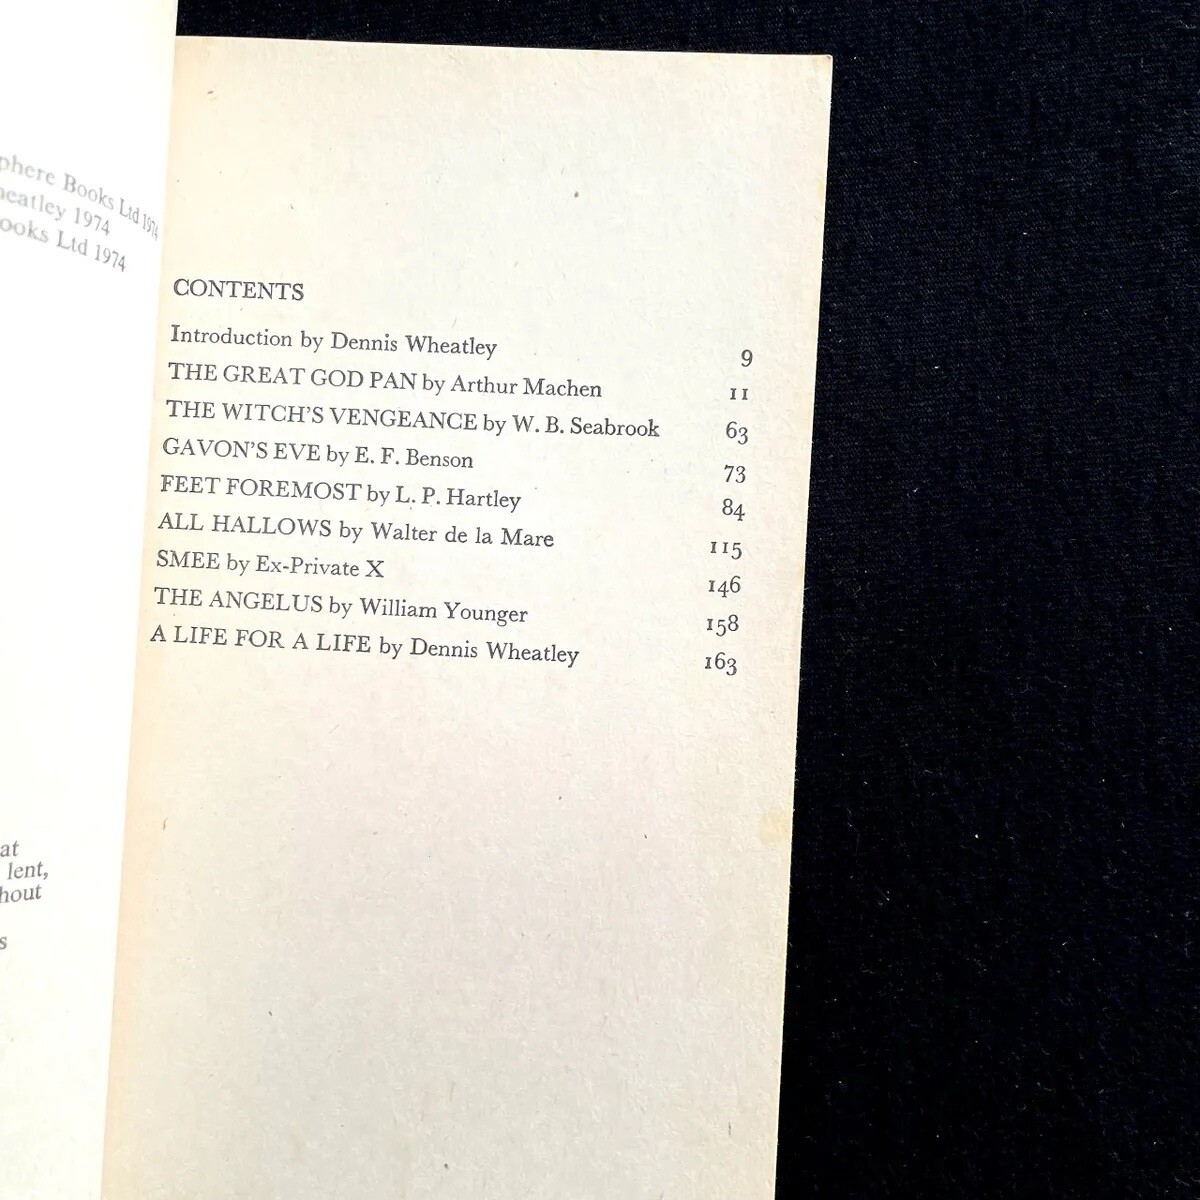 Books Ltd 1974
1974
Ltd 1974
at
lent,
s
CONTENTS
Introduction by Dennis Wheatley 9
THE GREAT GOD PAN by Arthur Machen 11
THE WITCH'S VENGEANCE by W. B. Seabrook 63
GAVON'S EVE by E. F. Benson 73
FEET FOREMOST by L. P. Hartley 84
ALL HALLOWS by Walter de la Mare 115
SMEE by Ex-Private X 146
THE ANGELUS by William Younger 158
A LIFE FOR A LIFE by Dennis Wheatley 163